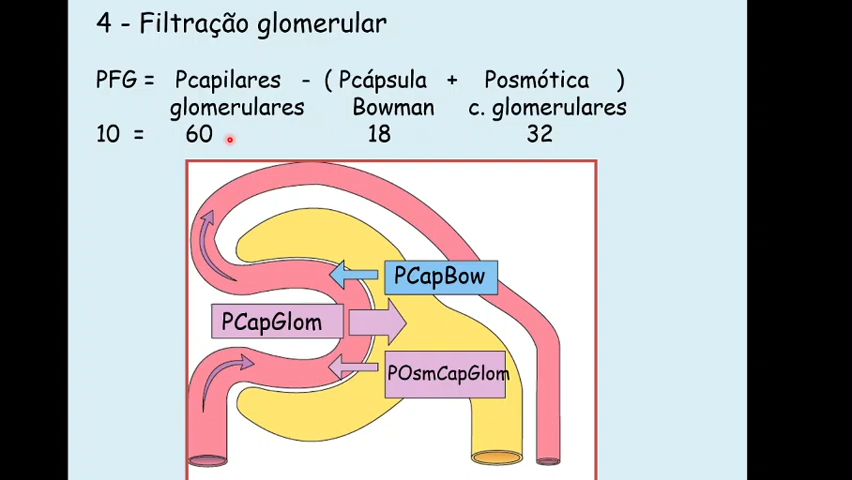 4 - Filtração glomerular
PFG = Pcapilares - ( Pcápsula + Posmótica )
glomerulares Bowman c. glomerulares
10 = 60 18 32
PCapBow
PCapGlom
POsmCapGlom